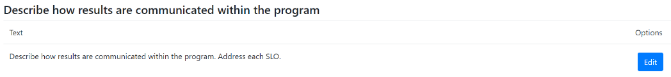 Describe how results are communicated within the program
Text Options
Describe how results are communicated within the program. Address each SLO.
Edit